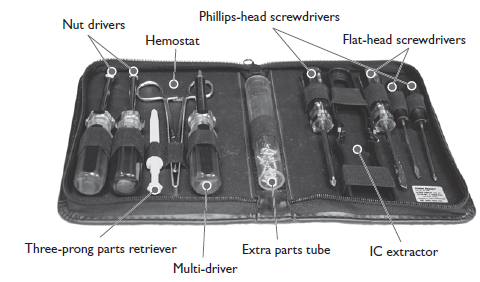 Phillips-head screwdrivers
Nut drivers
Hemostat
Flat-head screwdrivers
Three-prong parts retriever
Multi-driver
Extra parts tube
IC extractor